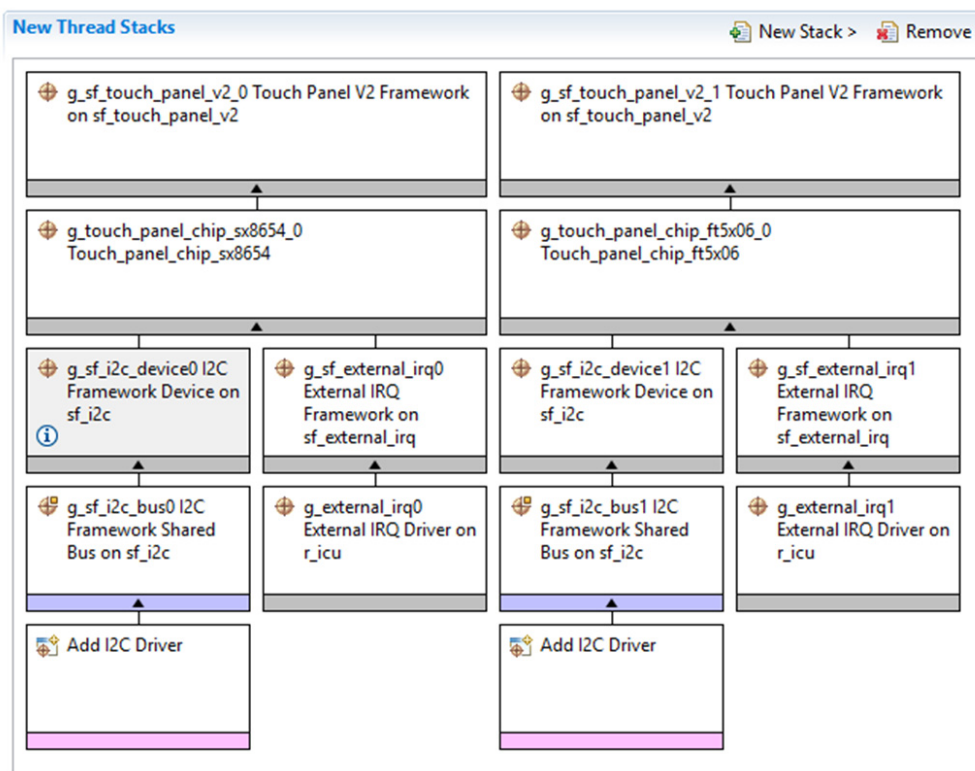 New Thread Stacks
New Stack > Remove
g_sf_touch_panel_v2_0 Touch Panel V2 Framework
on sf_touch_panel_v2
g_sf_touch_panel_v2_1 Touch Panel V2 Framework
on sf_touch_panel_v2
g_touch_panel_chip_sx8654_0
Touch_panel_chip_sx8654
g_touch_panel_chip_ft5x06_0
Touch_panel_chip_ft5x06
g_sf_i2c_device0 I2C
Framework Device on
sf_i2c
g_sf_external_irq0
External IRQ
Framework on
sf_external_irq
g_sf_i2c_device1 I2C
Framework Device on
sf_i2c
g_sf_external_irq1
External IRQ
Framework on
sf_external_irq
g_sf_i2c_bus0 I2C
Framework Shared
Bus on sf_i2c
g_external_irq0
External IRQ Driver on
r_icu
g_sf_i2c_bus1 I2C
Framework Shared
Bus on sf_i2c
g_external_irq1
External IRQ Driver on
r_icu
Add I2C Driver
Add I2C Driver